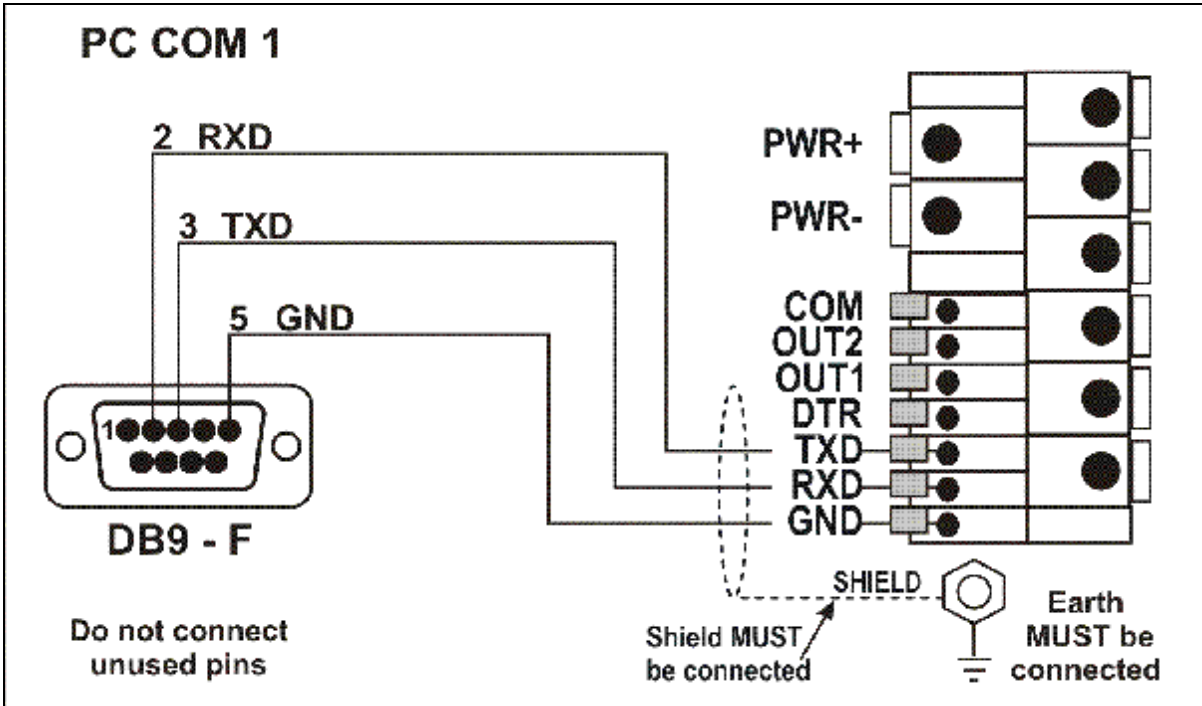 PC COM 1
2 RXD
3 TXD
5 GND
1
DB9 - F
Do not connect
unused pins
PWR+
PWR-
COM
OUT2
OUT1
DTR
TXD
RXD
GND
SHIELD
Shield MUST
be connected
Earth
MUST be
connected